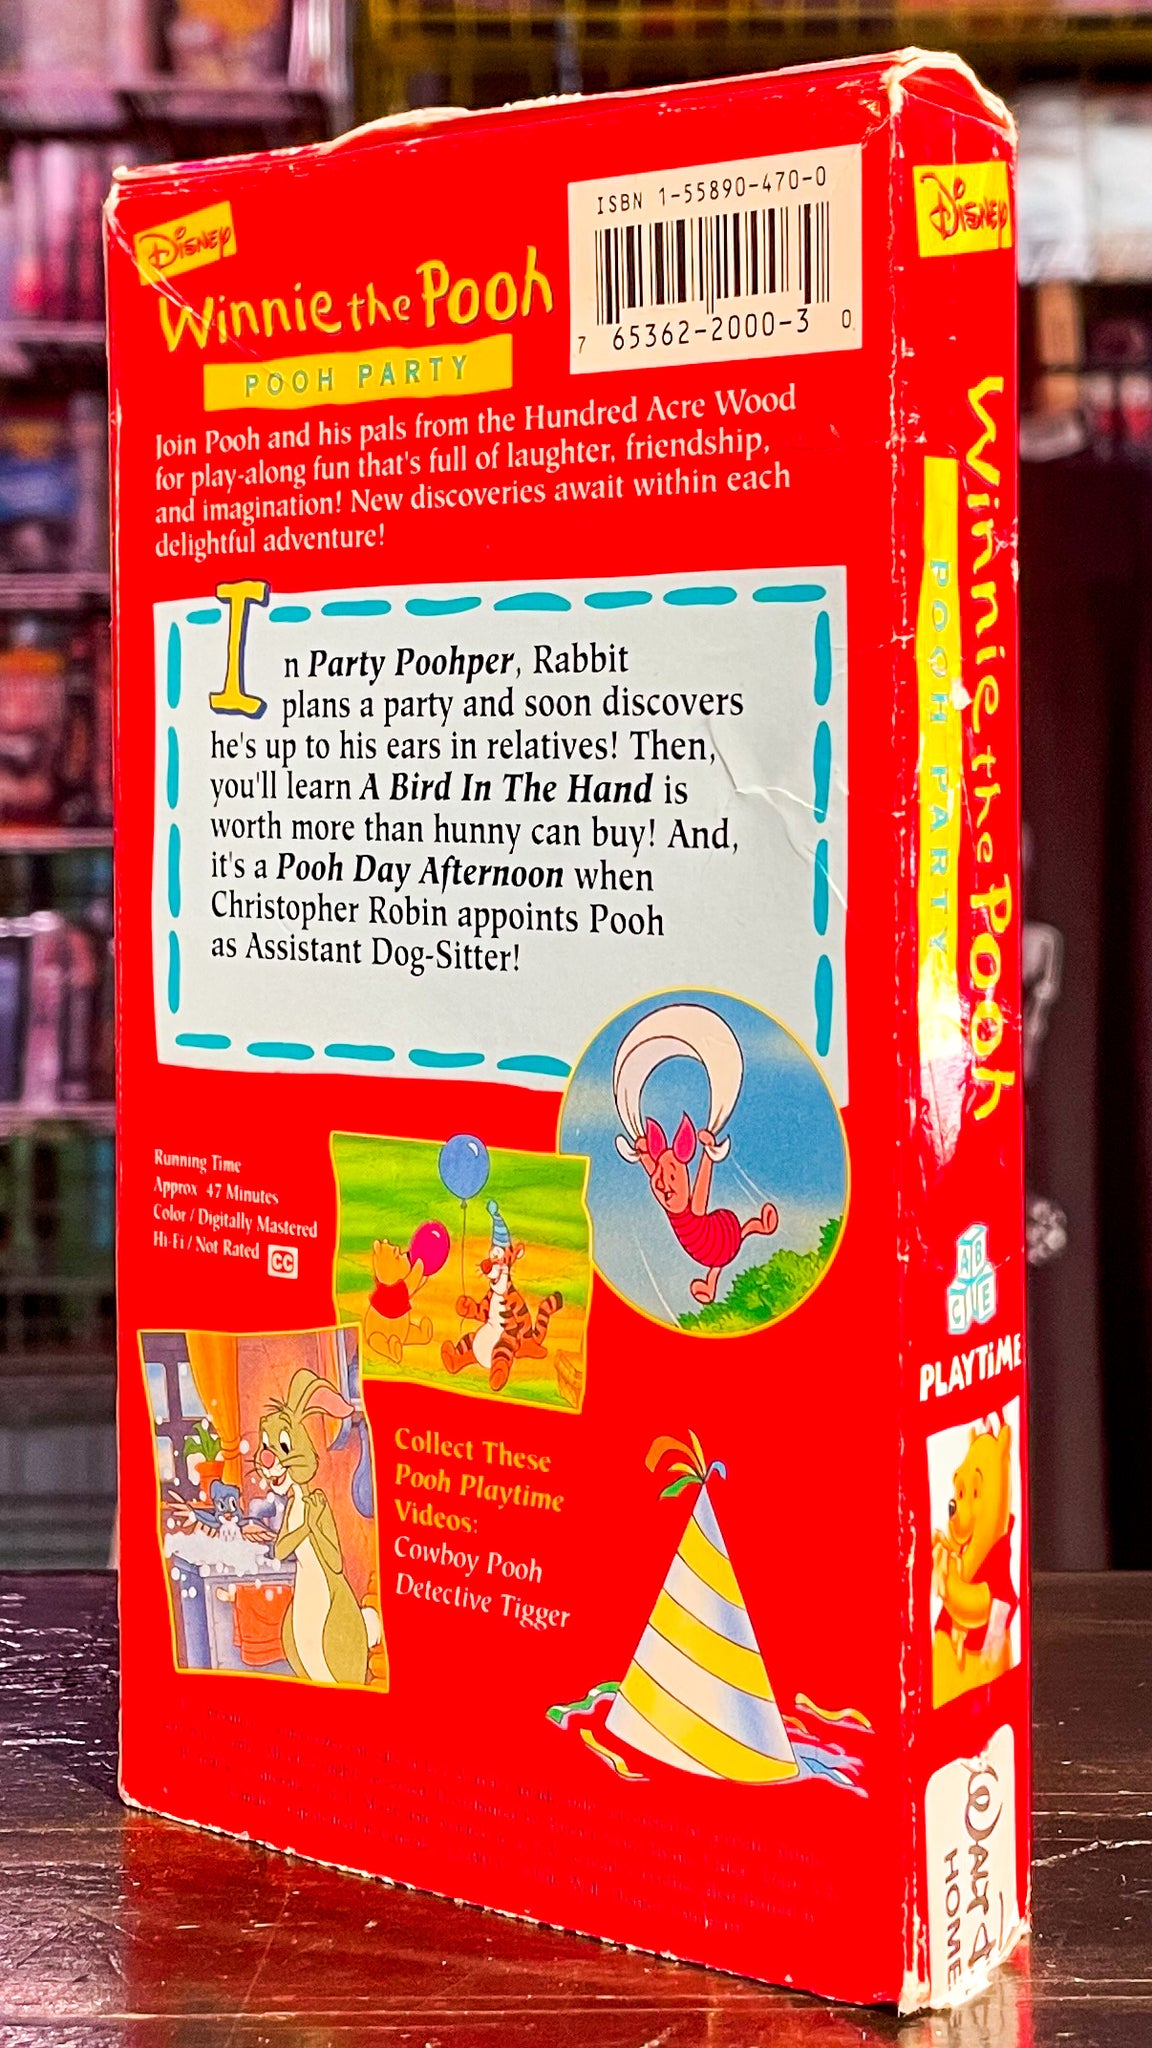 Disney
Winnie the Pooh
POOH PARTY
ISBN 1-55890-470-0
7 65362-2000-3 0
Join Pooh and his pals from the Hundred Acre Wood
for play-along fun that's full of laughter, friendship,
and imagination! New discoveries await within each
delightful adventure!
In Party Poohper, Rabbit
plans a party and soon discovers
he's up to his ears in relatives! Then,
you'll learn A Bird In The Hand is
worth more than hunny can buy! And,
it's a Pooh Day Afternoon when
Christopher Robin appoints Pooh
as Assistant Dog-Sitter!
Running Time
Approx 47 Minutes
Color / Digitally Mastered
Hi-Fi / Not Rated CC
Collect These
Pooh Playtime
Videos:
Cowboy Pooh
Detective Tigger
Disney
Winnie the Pooh
POOH PARTY
A B
C E
PLAYTiME
WALT
HOME